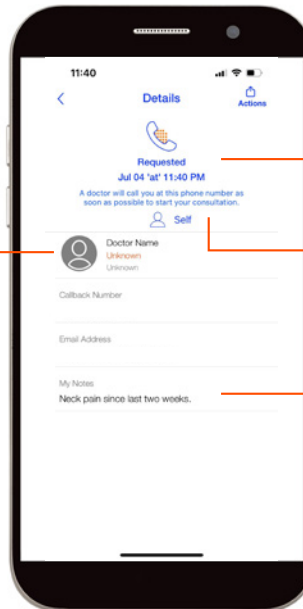 11:40
Details
Actions
Requested
Jul 04 'at' 11:40 PM
A doctor will call you at this phone number as
soon as possible to start your consultation.
Self
Doctor Name
Unknown
Unknown
Callback Number
Email Address
My Notes
Neck pain since last two weeks.